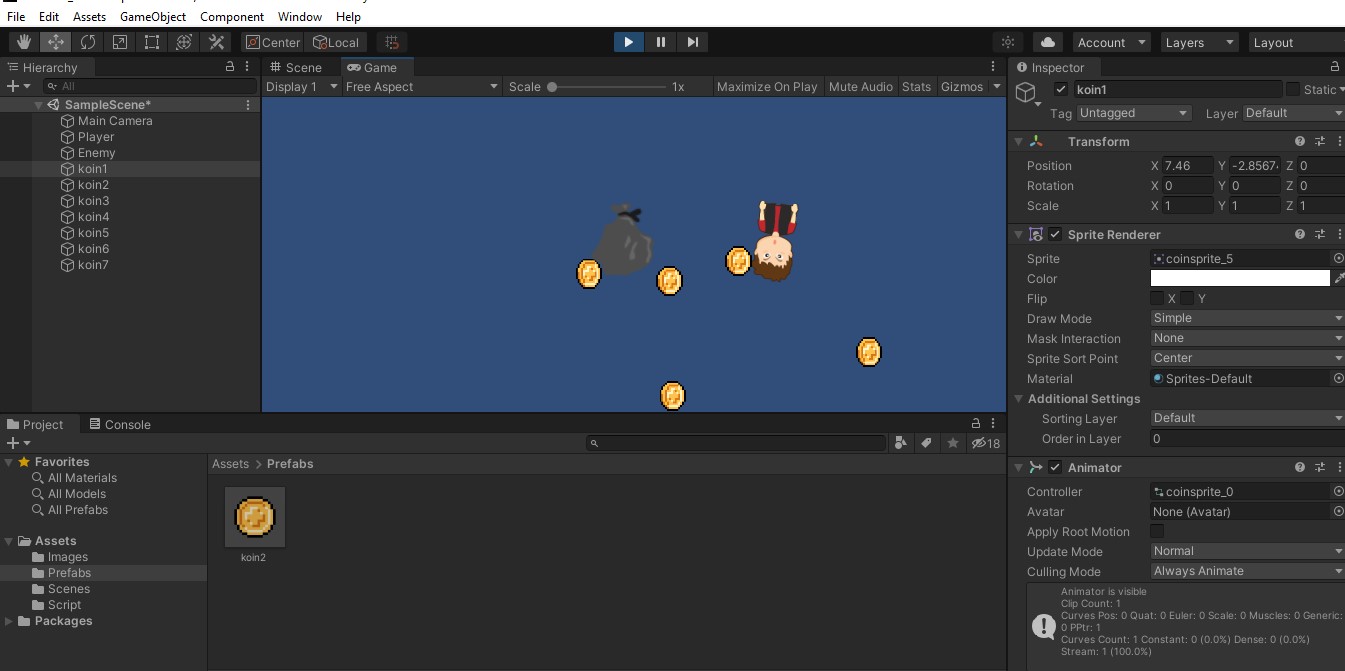 File Edit Assets GameObject Component Window Help
Center Local Account Layers Layout
Hierarchy
All
SampleScene*
Main Camera
Player
Enemy
koin1
koin2
koin3
koin4
koin5
koin6
koin7
Scene Game
Display 1 Free Aspect Scale 1x Maximize On Play Mute Audio Stats Gizmos
Inspector
koin1 Static
Tag Untagged Layer Default
Transform
Position X 7.46 Y -2.8567 Z 0
Rotation X 0 Y 0 Z 0
Scale X 1 Y 1 Z 1
Sprite Renderer
Sprite coinsprite_5
Color
Flip X Y
Draw Mode Simple
Mask Interaction None
Sprite Sort Point Center
Material Sprites-Default
Additional Settings
Sorting Layer Default
Order in Layer 0
Animator
Controller coinsprite_0
Avatar None (Avatar)
Apply Root Motion
Update Mode Normal
Culling Mode Always Animate
Animator is visible
Clip Count: 1
Curves Pos: 0 Quat: 0 Euler: 0 Scale: 0 Muscles: 0 Generic:
0 PPtr: 1
Curves Count: 1 Constant: 0 (0.0%) Dense: 0 (0.0%)
Stream: 1 (100.0%)
Project Console
18
Favorites
All Materials
All Models
All Prefabs
Assets
Images
Prefabs
Scenes
Script
Packages
Assets > Prefabs
koin2